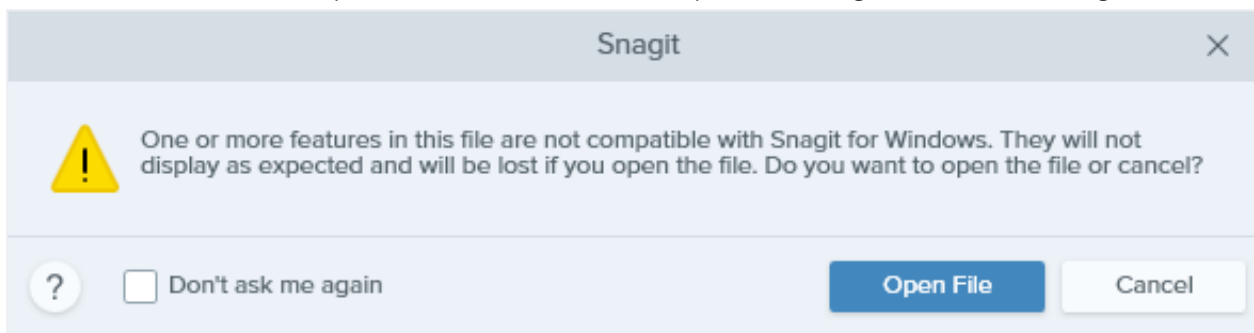 Snagit
One or more features in this file are not compatible with Snagit for Windows. They will not
display as expected and will be lost if you open the file. Do you want to open the file or cancel?
? Don't ask me again Open File Cancel